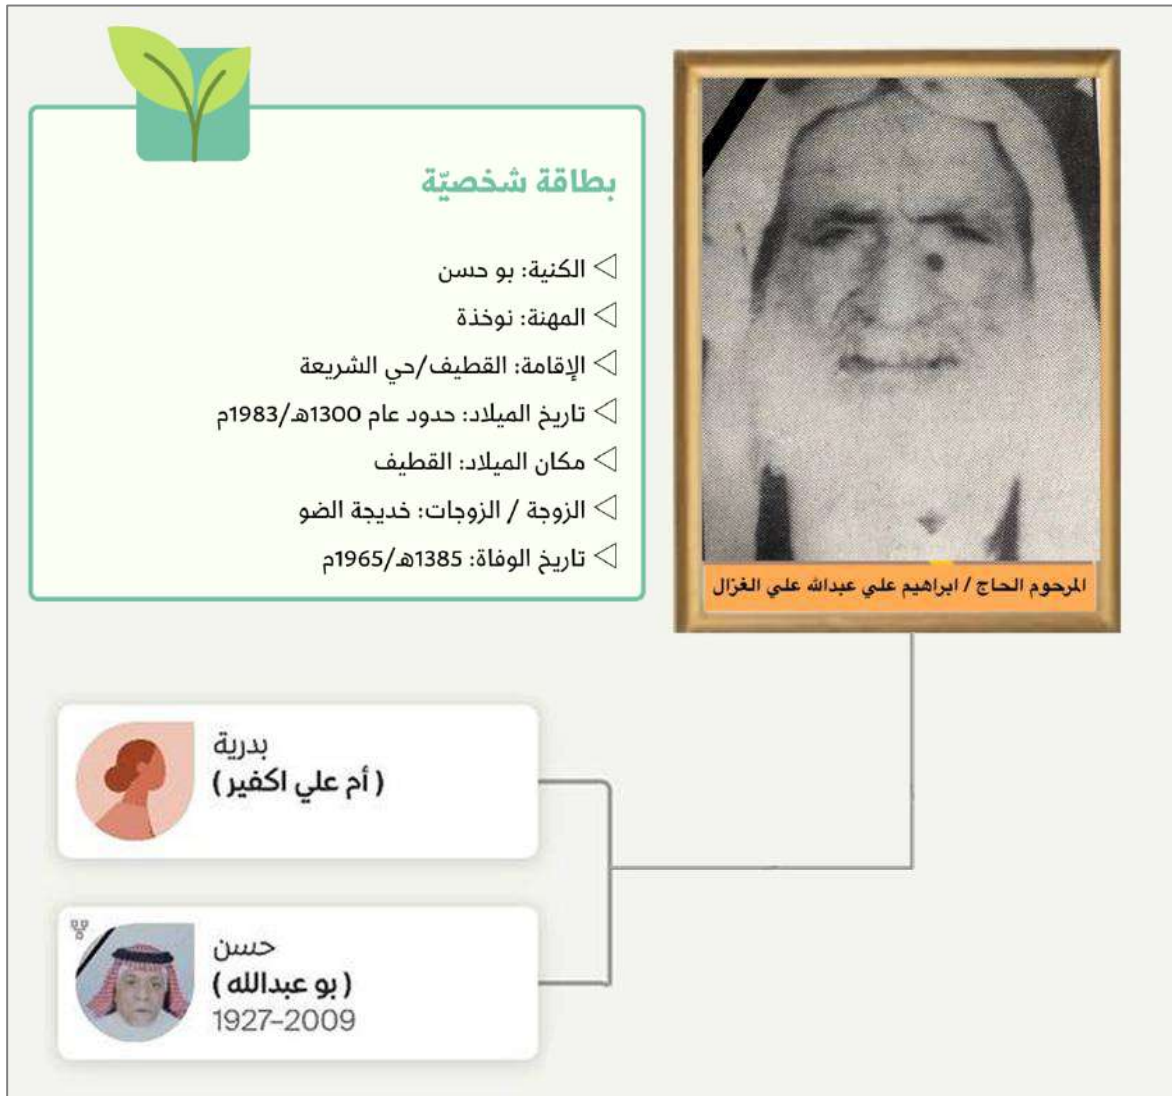 بطاقة شخصيّة
الكنية: بو حسن
المهنة: نوخذة
الإقامة: القطيف/حي الشريعة
تاريخ الميلاد: حدود عام 1300هـ/1983م
مكان الميلاد: القطيف
الزوجة / الزوجات: خديجة الضو
تاريخ الوفاة: 1385هـ/1965م
المرحوم الحاج / ابراهيم علي عبدالله علي الغزال
بدرية
( أم علي اكفير )
حسن
( بو عبدالله )
1927–2009